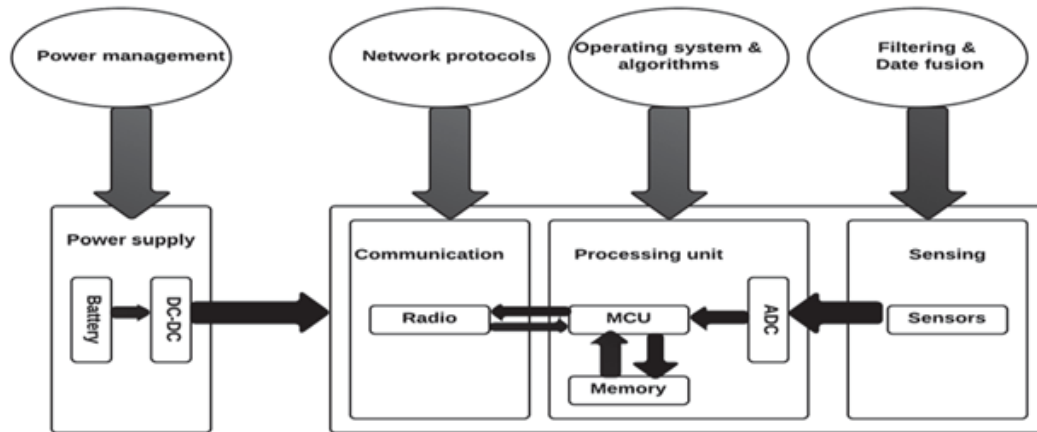 Power management
Network protocols
Operating system &
algorithms
Filtering &
Date fusion
Power supply
Communication
Processing unit
Sensing
Battery
DC-DC
Radio
MCU
ADC
Sensors
Memory